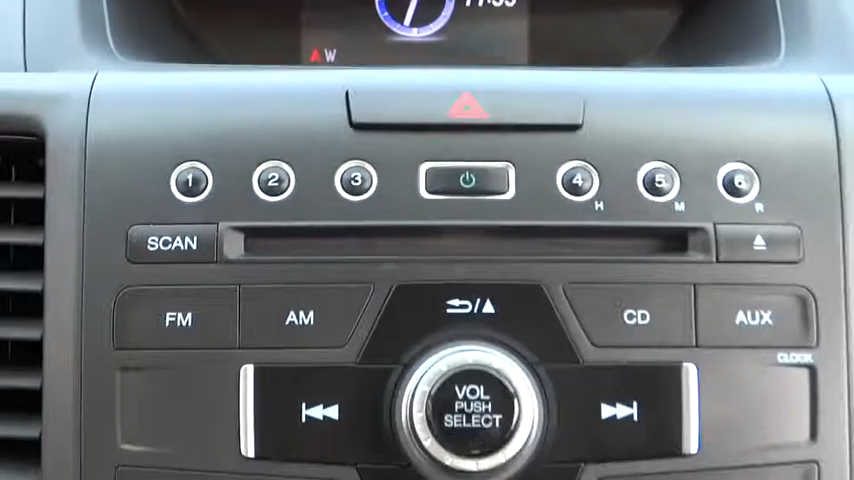 W
1 2 3 4 5 6
H M R
SCAN
FM AM CD AUX
CLOCK
VOL
PUSH
SELECT